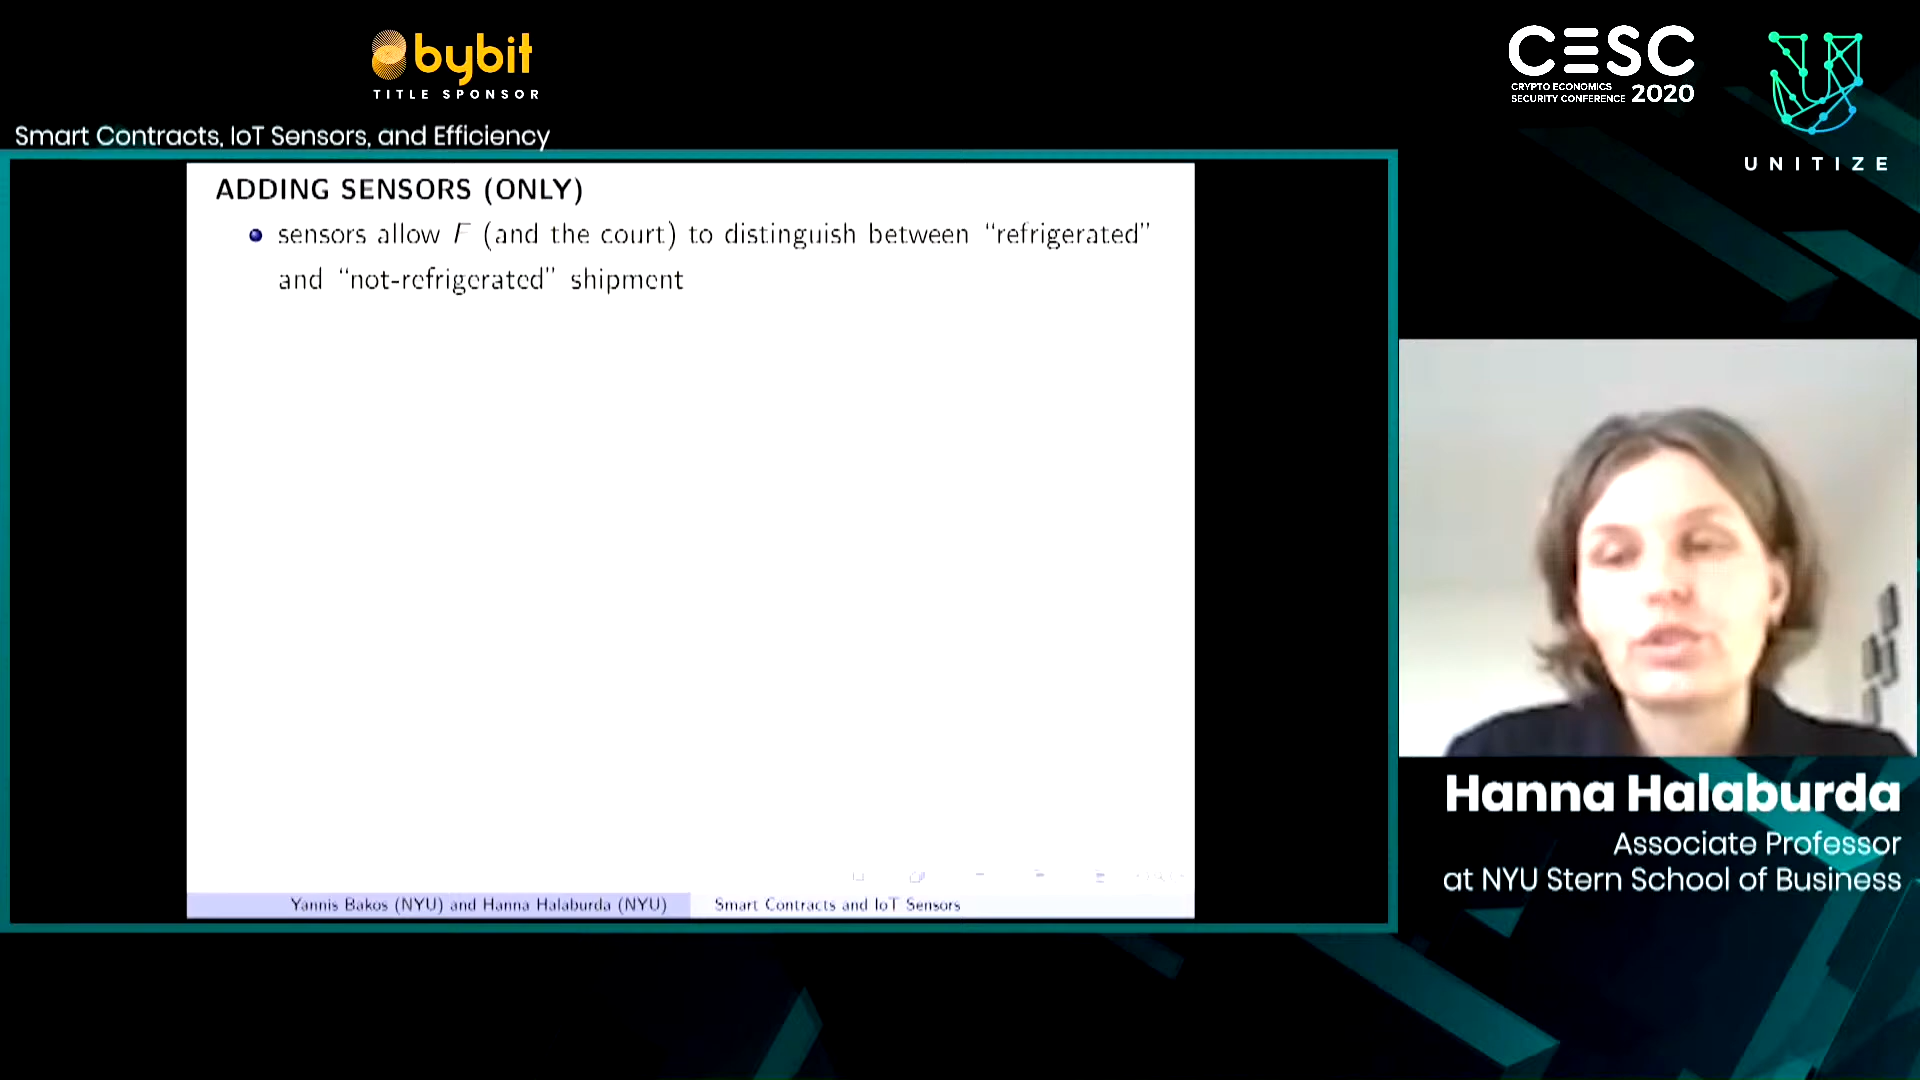 bybit
TITLE SPONSOR
CESC
CRYPTO ECONOMICS
SECURITY CONFERENCE 2020
UNITIZE
Smart Contracts, IoT Sensors, and Efficiency
ADDING SENSORS (ONLY)
sensors allow F (and the court) to distinguish between “refrigerated”
and “not-refrigerated” shipment
Yannis Bakos (NYU) and Hanna Halaburda (NYU)
Smart Contracts and IoT Sensors
Hanna Halaburda
Associate Professor
at NYU Stern School of Business